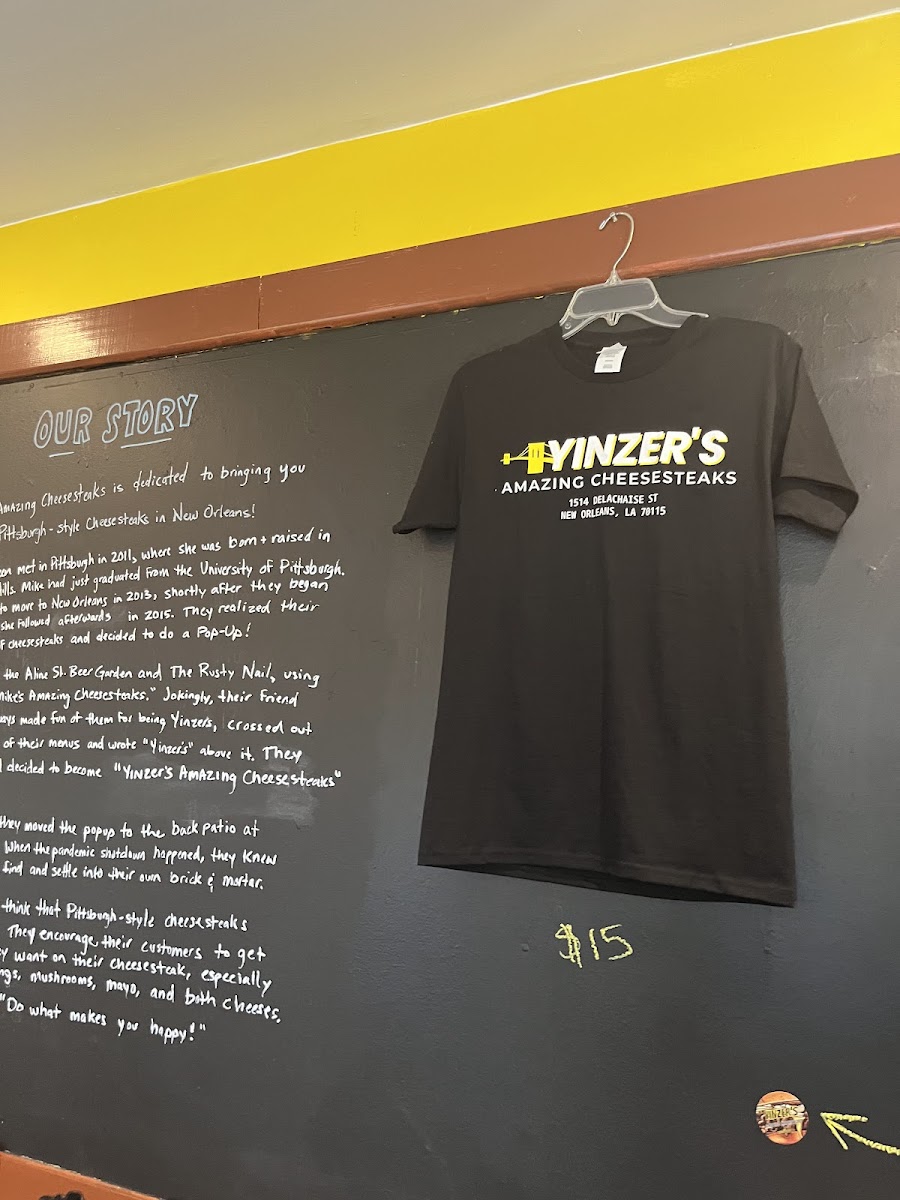 OUR STORY
Amazing Cheesesteaks is dedicated to bringing you
Pittsburgh-style Cheesesteaks in New Orleans!
met in Pittsburgh in 2011, where she was born + raised in
Mike had just graduated from the University of Pittsburgh.
to move to New Orleans in 2013, shortly after they began
she followed afterwards in 2015. They realized their
cheesesteaks and decided to do a Pop-Up!
the Aline St. Beer Garden and The Rusty Nail, using
"Mike's Amazing Cheesesteaks." Jokingly, their friend
made fun of them for being Yinzers, crossed out
of their menus and wrote "Yinzer's" above it. They
decided to become "Yinzer's Amazing Cheesesteaks"
they moved the popup to the back patio at
When the pandemic shutdown happened, they knew
find and settle into their own brick & mortar.
think that Pittsburgh-style cheesesteaks
They encourage their customers to get
want on their cheesesteak, especially
mushrooms, mayo, and both cheeses.
"Do what makes you happy!"
YINZER'S
AMAZING CHEESESTEAKS
1514 DELACHAISE ST
NEW ORLEANS, LA 70115
$15
YINZER'S